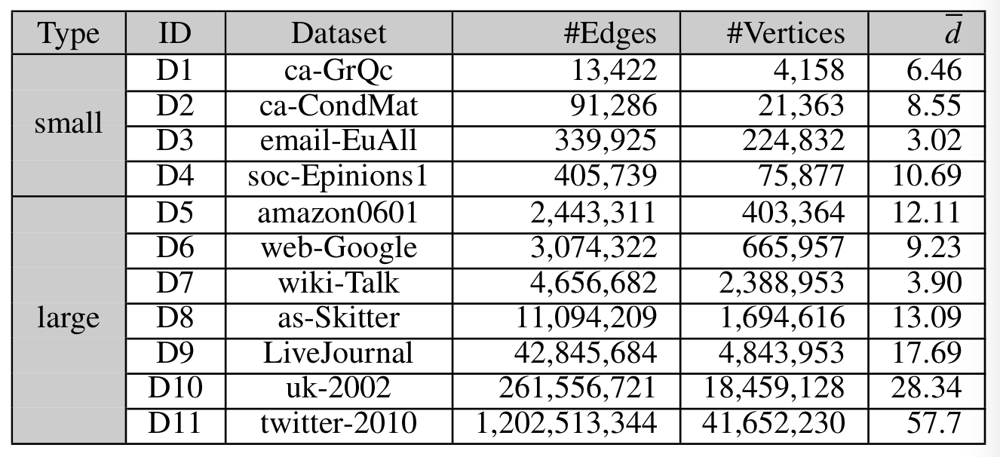 Type ID Dataset #Edges #Vertices d̅
D1 ca-GrQc 13,422 4,158 6.46
D2 ca-CondMat 91,286 21,363 8.55
small
D3 email-EuAll 339,925 224,832 3.02
D4 soc-Epinions1 405,739 75,877 10.69
D5 amazon0601 2,443,311 403,364 12.11
D6 web-Google 3,074,322 665,957 9.23
D7 wiki-Talk 4,656,682 2,388,953 3.90
large D8 as-Skitter 11,094,209 1,694,616 13.09
D9 LiveJournal 42,845,684 4,843,953 17.69
D10 uk-2002 261,556,721 18,459,128 28.34
D11 twitter-2010 1,202,513,344 41,652,230 57.7